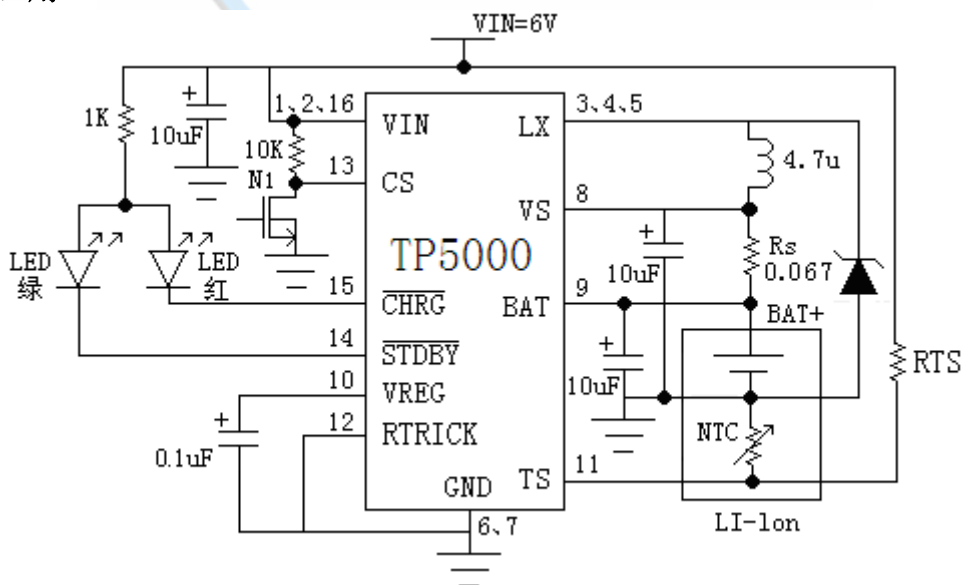 VIN=6V
1K
10uF
1、2、16
VIN
LX
3、4、5
10K
4.7u
13
CS
N1
VS
8
TP5000
Rs
0.067
10uF
LED
绿
LED
红
15
CHRG
BAT
9
BAT+
14
STDBY
10uF
RTS
10
VREG
12
RTRICK
NTC
0.1uF
GND
TS
11
6、7
LI-lon